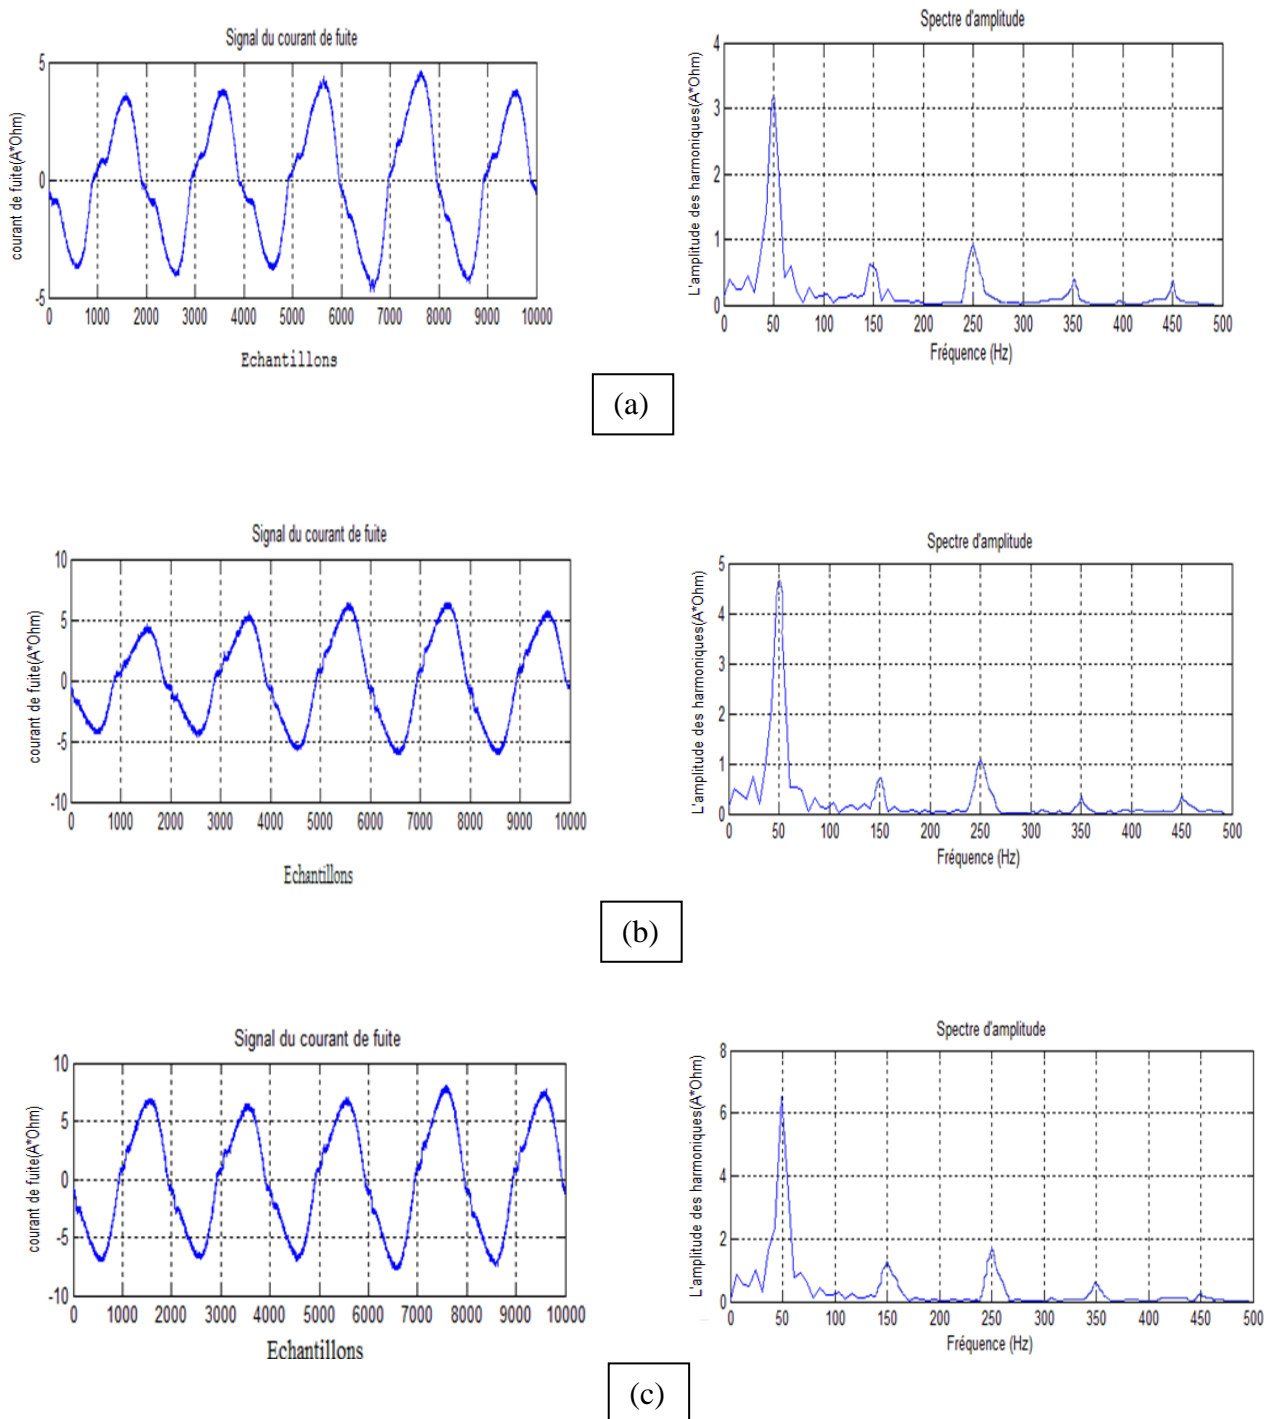 Signal du courant de fuite
courant de fuite(A*Ohm)
5
0
-5
0 1000 2000 3000 4000 5000 6000 7000 8000 9000 10000
Echantillons
Spectre d'amplitude
L'amplitude des harmoniques(A*Ohm)
4
3
2
1
0
0 50 100 150 200 250 300 350 400 450 500
Fréquence (Hz)
(a)
Signal du courant de fuite
courant de fuite(A*Ohm)
10
5
0
-5
-10
0 1000 2000 3000 4000 5000 6000 7000 8000 9000 10000
Echantillons
Spectre d'amplitude
L'amplitude des harmoniques(A*Ohm)
5
4
3
2
1
0
0 50 100 150 200 250 300 350 400 450 500
Fréquence (Hz)
(b)
Signal du courant de fuite
courant de fuite(A*Ohm)
10
5
0
-5
-10
0 1000 2000 3000 4000 5000 6000 7000 8000 9000 10000
Echantillons
Spectre d'amplitude
L'amplitude des harmoniques(A*Ohm)
8
6
4
2
0
0 50 100 150 200 250 300 350 400 450 500
Fréquence (Hz)
(c)